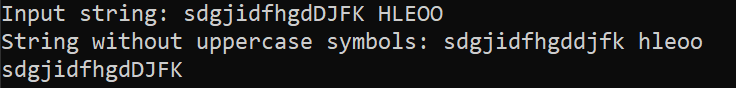 Input string: sdgjidfhgdDJFK HLEOO
String without uppercase symbols: sdgjidfhgddjfk hleoo
sdgjidfhgdDJFK